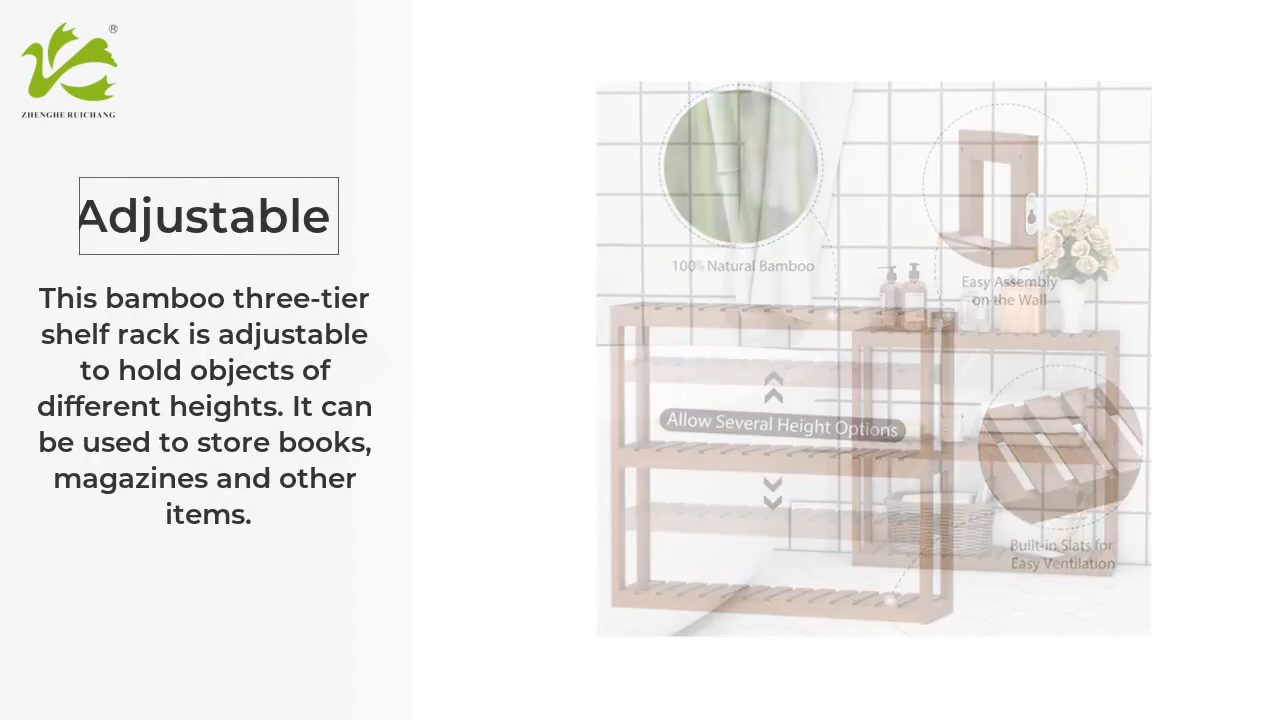 ®
ZHENGHE RUICHANG
Adjustable
This bamboo three-tier
shelf rack is adjustable
to hold objects of
different heights. It can
be used to store books,
magazines and other
items.
100% Natural Bamboo
Easy Assembly
on the Wall
Allow Several Height Options
Built-in Slats for
Easy Ventilation